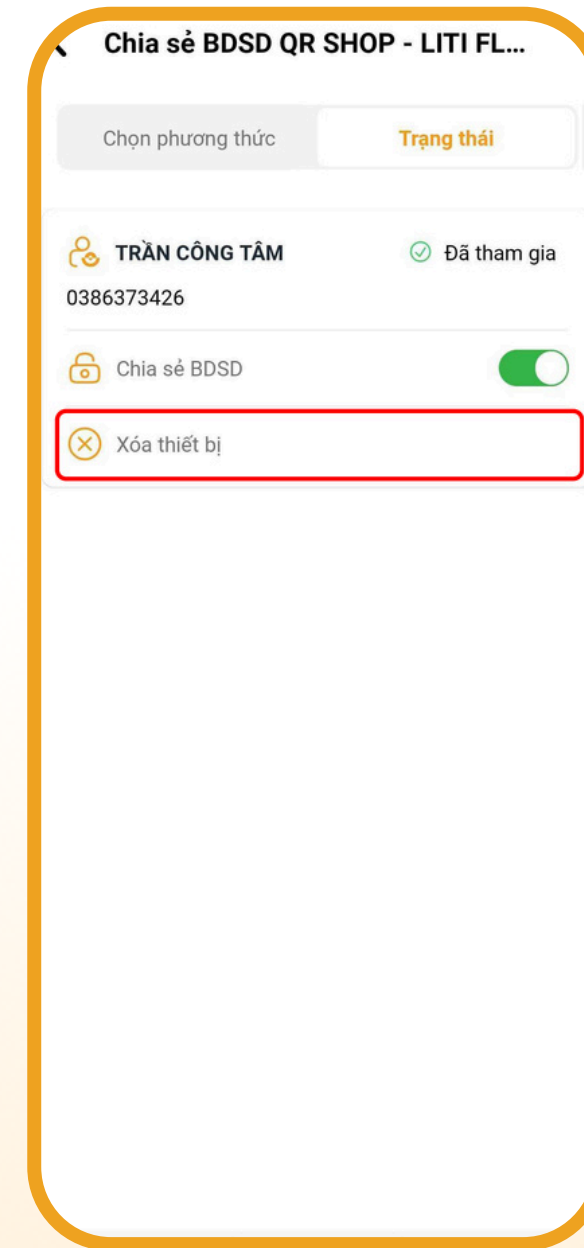 Chia sẻ BDSD QR SHOP - LITI FL...
Chọn phương thức
Trạng thái
TRẦN CÔNG TÂM
Đã tham gia
0386373426
Chia sẻ BDSD
Xóa thiết bị